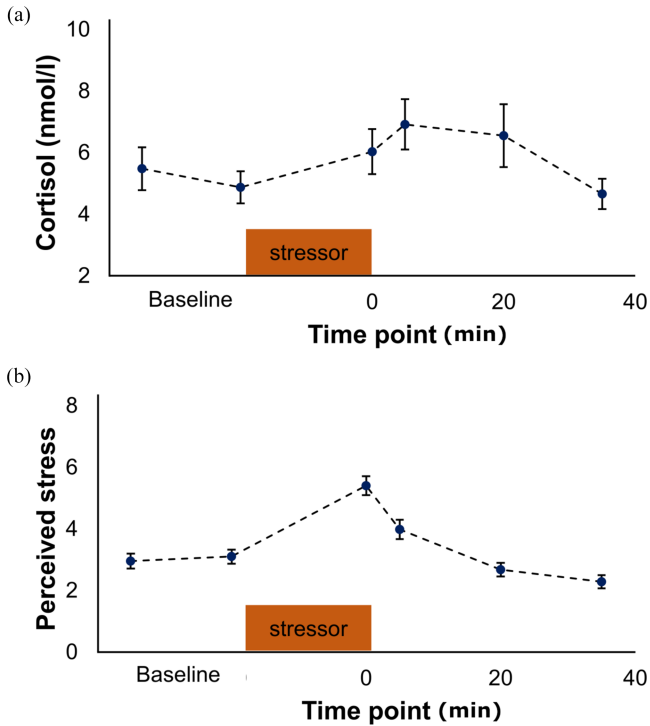 (a)
10
8
6
4
2
Cortisol (nmol/l)
stressor
Baseline 0 20 40
Time point (min)
(b)
8
6
4
2
0
Perceived stress
stressor
Baseline 0 20 40
Time point (min)